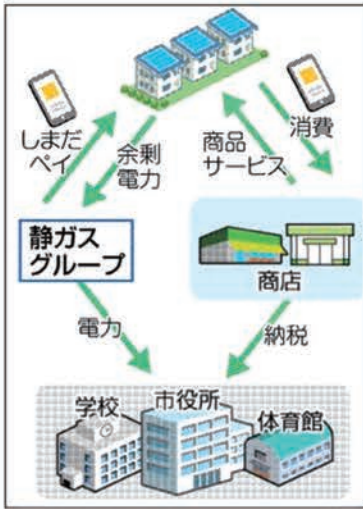 しまだ
ペイ
余剰
電力
商品
サービス
消費
静ガス
グループ
商店
電力
納税
学校
市役所
体育館